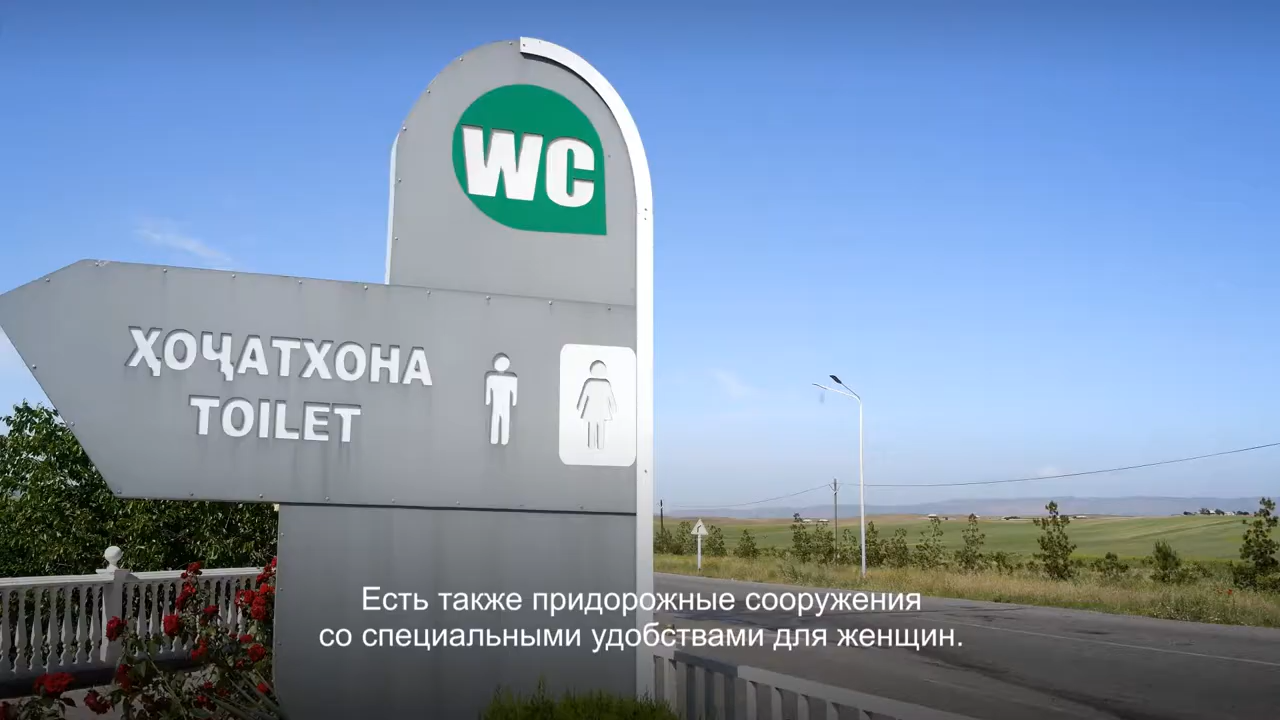 WC
ҲОҶАТХОНА
TOILET
Есть также придорожные сооружения
со специальными удобствами для женщин.